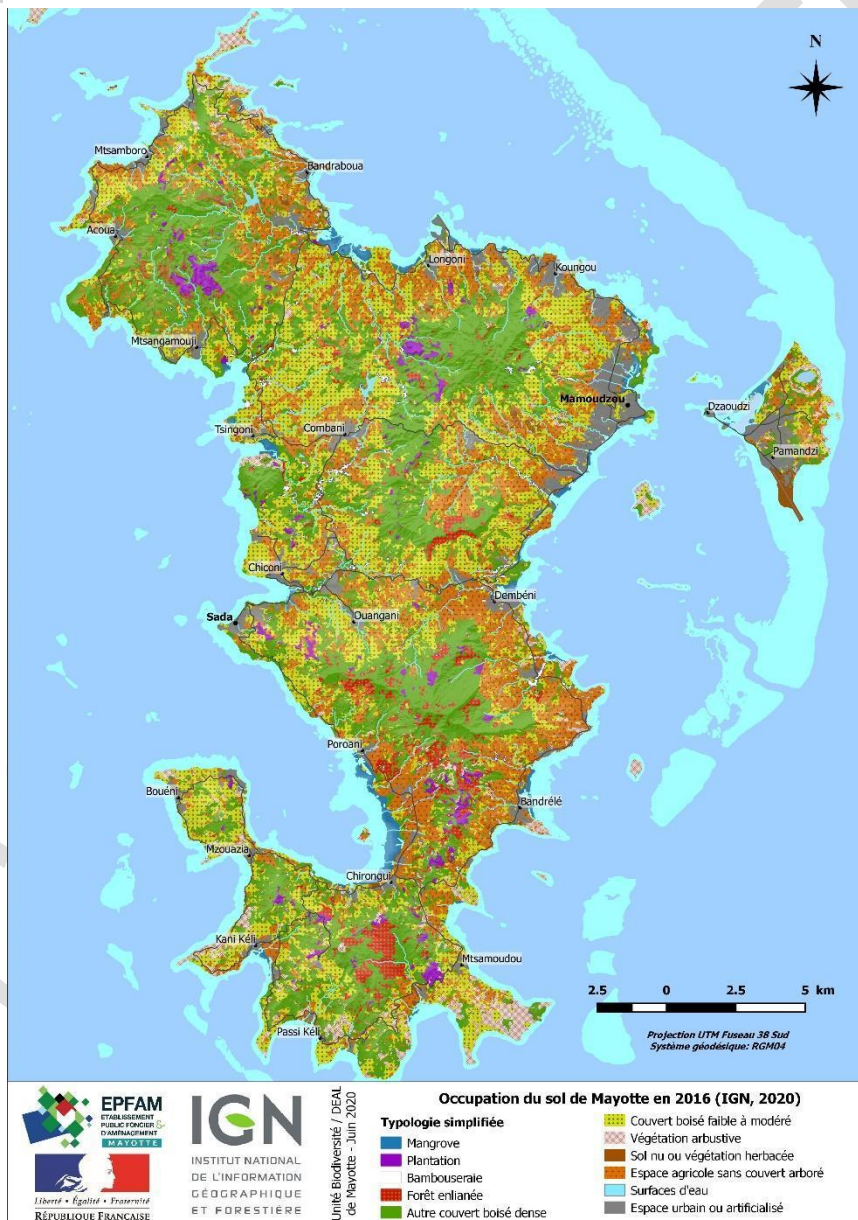 N
Mtsamboro
Bandraboua
Acoua
Longoni
Koungou
Mtsangamouji
Mamoudzou
Dzaoudzi
Tsingoni
Combani
Pamandzi
Chiconi
Dembéni
Sada
Ouangani
Poroani
Bouéni
Bandrélé
Mzouazia
Chirongui
Kani Kéli
Mtsamoudou
Passi Kéli
2.5 0 2.5 5 km
Projection UTM Fuseau 38 Sud
Système géodésique: RGM04
EPFAM
ETABLISSEMENT
PUBLIC FONCIER &
D'AMÉNAGEMENT
MAYOTTE
Liberté • Égalité • Fraternité
RÉPUBLIQUE FRANÇAISE
IGN
INSTITUT NATIONAL
DE L'INFORMATION
GÉOGRAPHIQUE
ET FORESTIÈRE
Unité Biodiversité / DEAL
de Mayotte - Juin 2020
Occupation du sol de Mayotte en 2016 (IGN, 2020)
Typologie simplifiée
Mangrove
Plantation
Bambouseraie
Forêt enlianée
Autre couvert boisé dense
Couvert boisé faible à modéré
Végétation arbustive
Sol nu ou végétation herbacée
Espace agricole sans couvert arboré
Surfaces d'eau
Espace urbain ou artificialisé